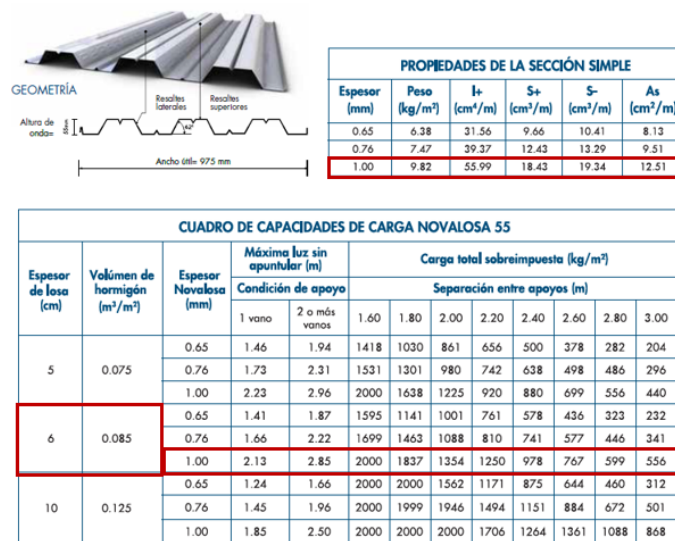 GEOMETRÍA
Resaltes laterales
Resaltes superiores
Altura de onda=
55mm
62°
Ancho útil= 975 mm
PROPIEDADES DE LA SECCIÓN SIMPLE
Espesor (mm) Peso (kg/m²) I+ (cm⁴/m) S+ (cm³/m) S- (cm³/m) As (cm²/m)
0.65 6.38 31.56 9.66 10.41 8.13
0.76 7.47 39.37 12.43 13.29 9.51
1.00 9.82 55.99 18.43 19.34 12.51
CUADRO DE CAPACIDADES DE CARGA NOVALOSA 55
Espesor de losa (cm) Volúmen de hormigón (m³/m²) Espesor Novalosa (mm) Máxima luz sin apuntular (m) Carga total sobreimpuesta (kg/m²)
Condición de apoyo Separación entre apoyos (m)
1 vano 2 o más vanos 1.60 1.80 2.00 2.20 2.40 2.60 2.80 3.00
0.65 1.46 1.94 1418 1030 861 656 500 378 282 204
5 0.075 0.76 1.73 2.31 1531 1301 980 742 638 498 486 296
1.00 2.23 2.96 2000 1638 1225 920 880 699 556 440
0.65 1.41 1.87 1595 1141 1001 761 578 436 323 232
6 0.085 0.76 1.66 2.22 1699 1463 1088 810 741 577 446 341
1.00 2.13 2.85 2000 1837 1354 1250 978 767 599 556
0.65 1.24 1.66 2000 2000 1562 1171 875 644 460 312
10 0.125 0.76 1.45 1.96 2000 1999 1946 1494 1151 884 672 501
1.00 1.85 2.50 2000 2000 2000 1706 1264 1361 1088 868